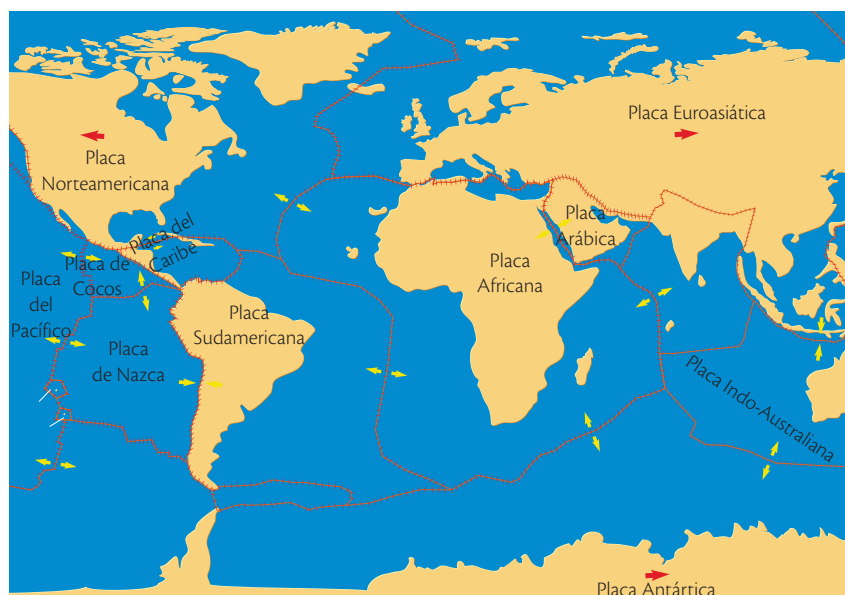 Placa Euroasiática
Placa
Norteamericana
Placa del
Caribe
Placa
Arábica
Placa de
Cocos
Placa
del
Pacífico
Placa
Africana
Placa
Sudamericana
Placa
de Nazca
Placa Indo-Australiana
Placa Antártica